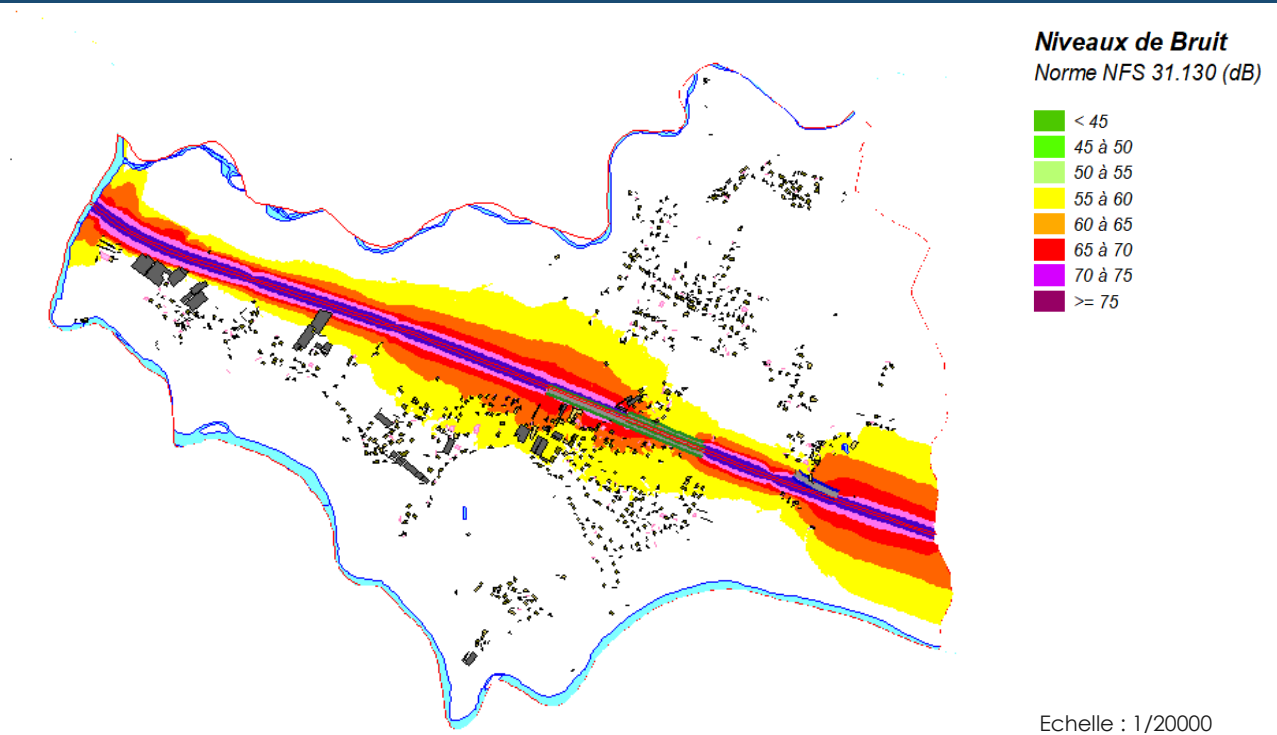 Niveaux de Bruit
Norme NFS 31.130 (dB)
< 45
45 à 50
50 à 55
55 à 60
60 à 65
65 à 70
70 à 75
>= 75
Echelle : 1/20000